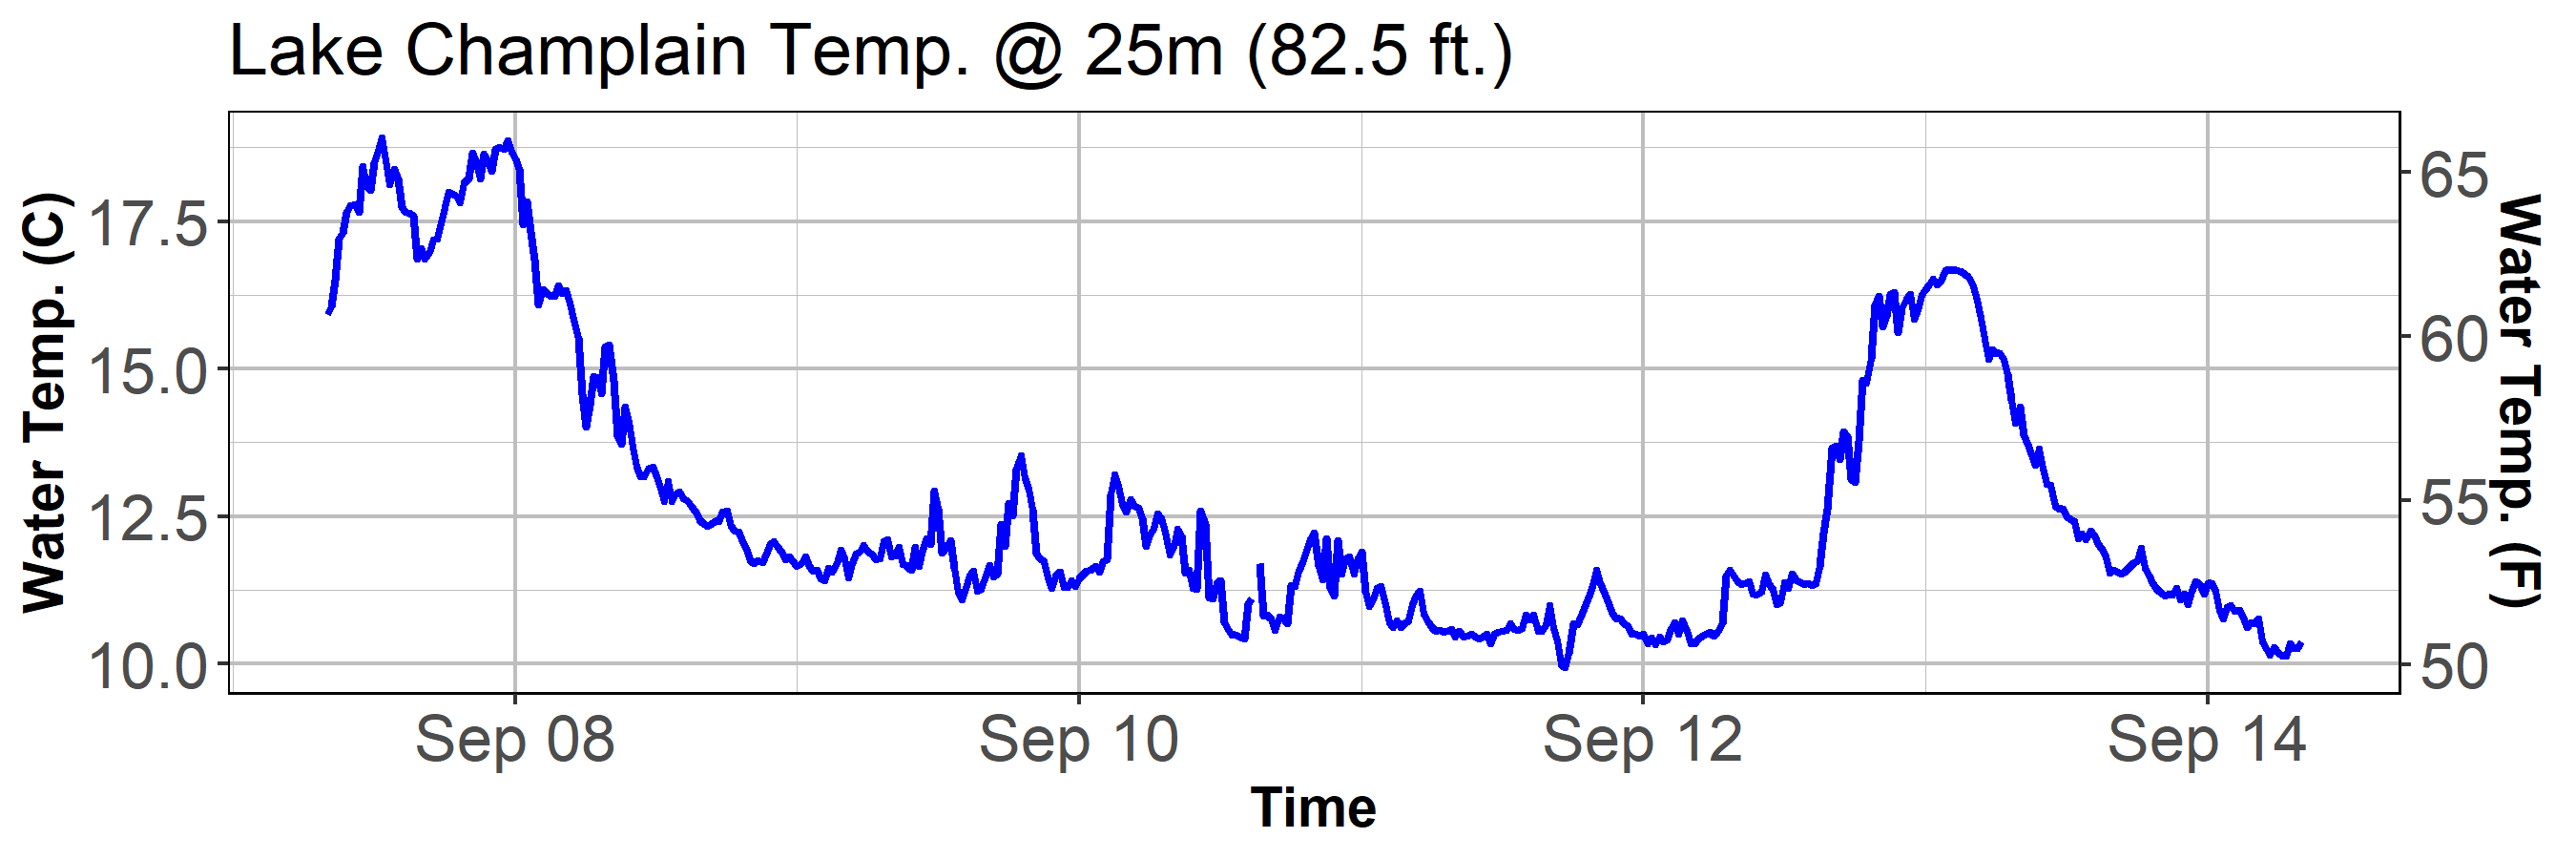 Lake Champlain Temp. @ 25m (82.5 ft.)
Water Temp. (C)
17.5
15.0
12.5
10.0
65
60
55
50
Water Temp. (F)
Sep 08
Sep 10
Sep 12
Sep 14
Time